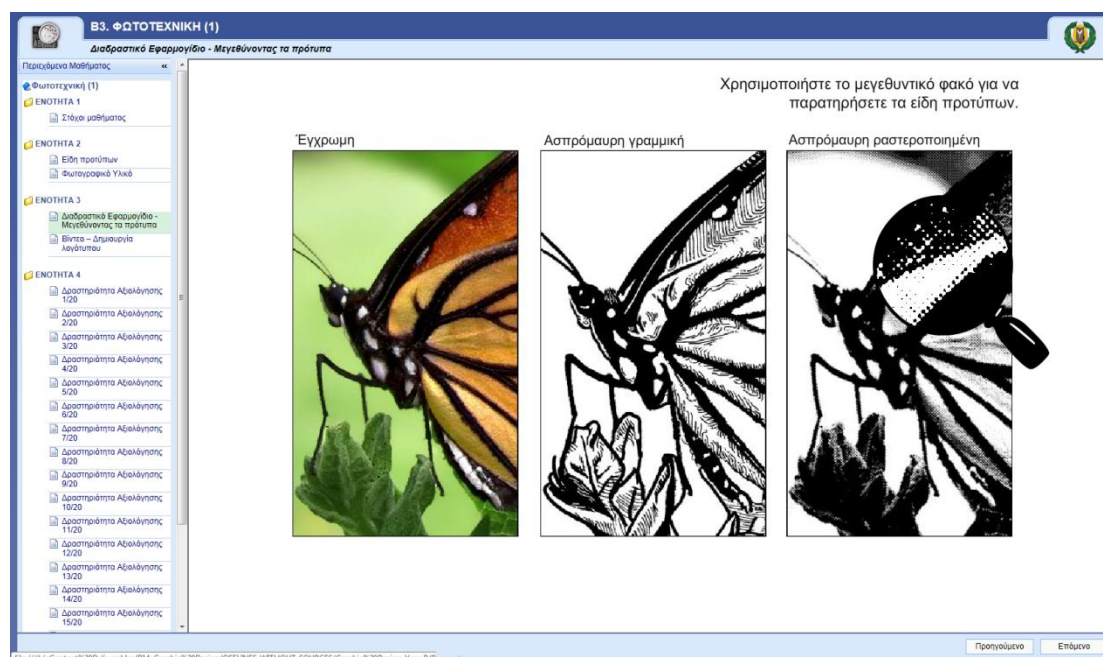 Β3. ΦΩΤΟΤΕΧΝΙΚΗ (1)
Διαδραστικό Εφαρμογίδιο - Μεγεθύνοντας τα πρότυπα
Περιεχόμενα Μαθήματος «
Φωτοτεχνική (1)
ΕΝΟΤΗΤΑ 1
Στόχοι μαθήματος
ΕΝΟΤΗΤΑ 2
Είδη προτύπων
Φωτογραφικό Υλικό
ΕΝΟΤΗΤΑ 3
Διαδραστικό Εφαρμογίδιο -
Μεγεθύνοντας τα πρότυπα
Βίντεο – Δημιουργία
λογότυπου
ΕΝΟΤΗΤΑ 4
Δραστηριότητα Αξιολόγησης
1/20
Δραστηριότητα Αξιολόγησης
2/20
Δραστηριότητα Αξιολόγησης
3/20
Δραστηριότητα Αξιολόγησης
4/20
Δραστηριότητα Αξιολόγησης
5/20
Δραστηριότητα Αξιολόγησης
6/20
Δραστηριότητα Αξιολόγησης
7/20
Δραστηριότητα Αξιολόγησης
8/20
Δραστηριότητα Αξιολόγησης
9/20
Δραστηριότητα Αξιολόγησης
10/20
Δραστηριότητα Αξιολόγησης
11/20
Δραστηριότητα Αξιολόγησης
12/20
Δραστηριότητα Αξιολόγησης
13/20
Δραστηριότητα Αξιολόγησης
14/20
Δραστηριότητα Αξιολόγησης
15/20
Χρησιμοποιήστε το μεγεθυντικό φακό για να
παρατηρήσετε τα είδη προτύπων.
Έγχρωμη
Ασπρόμαυρη γραμμική
Ασπρόμαυρη ραστεροποιημένη
Προηγούμενο
Επόμενο